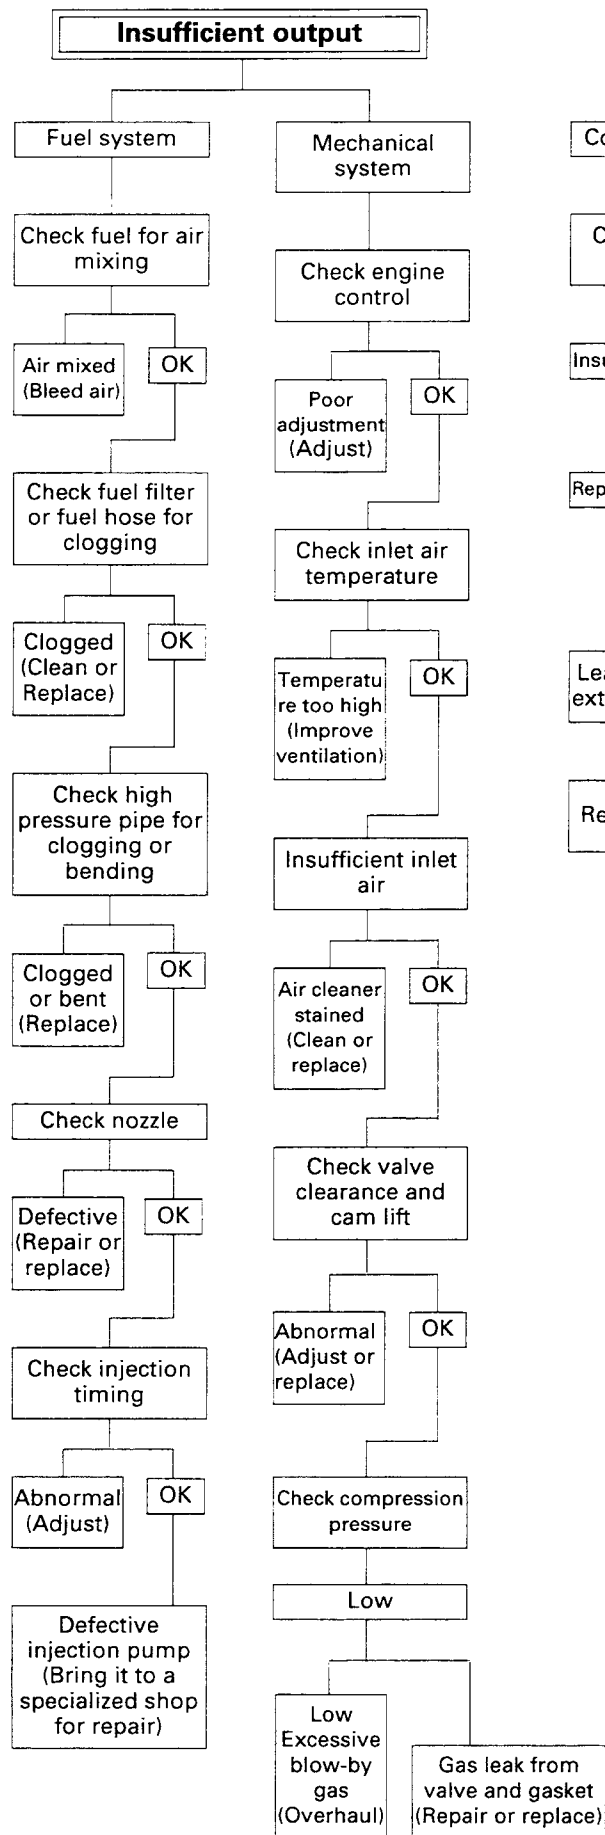 Insufficient output
Fuel system
Check fuel for air
mixing
Air mixed
(Bleed air)
OK
Check fuel filter
or fuel hose for
clogging
Clogged
(Clean or
Replace)
OK
Check high
pressure pipe for
clogging or
bending
Clogged
or bent
(Replace)
OK
Check nozzle
Defective
(Repair or
replace)
OK
Check injection
timing
Abnormal
(Adjust)
OK
Defective
injection pump
(Bring it to a
specialized shop
for repair)
Mechanical
system
Check engine
control
Poor
adjustment
(Adjust)
OK
Check inlet air
temperature
Temperatu
re too high
(Improve
ventilation)
OK
Insufficient inlet
air
Air cleaner
stained
(Clean or
replace)
OK
Check valve
clearance and
cam lift
Abnormal
(Adjust or
replace)
OK
Check compression
pressure
Low
Low
Excessive
blow-by
gas
(Overhaul)
Gas leak from
valve and gasket
(Repair or replace)
Co
C
Insu
Rep
Lea
ext
Re